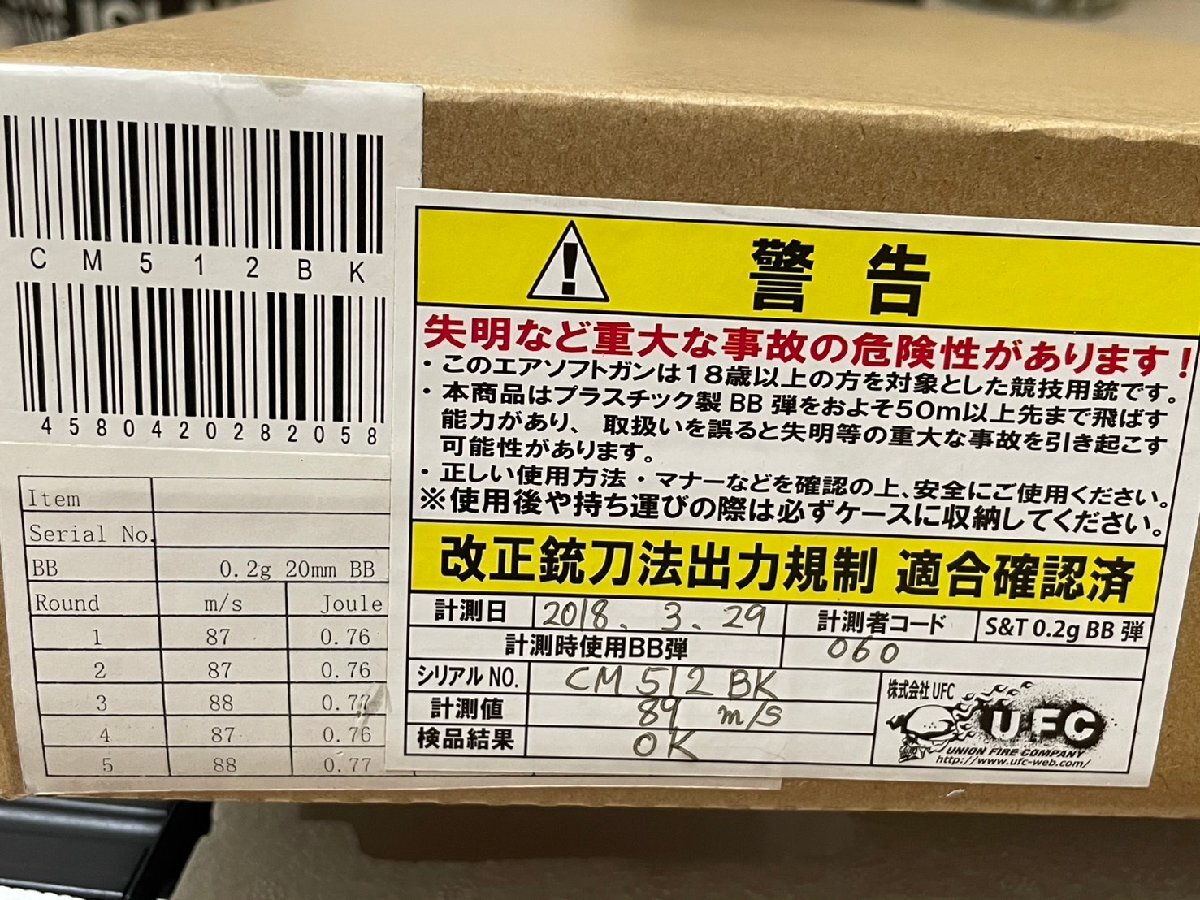 CM512BK
4580420282058
Item
Serial No.
BB 0.2g 20mm BB
Round m/s Joule
1 87 0.76
2 87 0.76
3 88 0.77
4 87 0.76
5 88 0.77
警告
失明など重大な事故の危険性があります!
・このエアソフトガンは18歳以上の方を対象とした競技用銃です。
・本商品はプラスチック製BB弾をおよそ50m以上先まで飛ばす
能力があり、取扱いを誤ると失明等の重大な事故を引き起こす
可能性があります。
・正しい使用方法・マナーなどを確認の上、安全にご使用ください。
※使用後や持ち運びの際は必ずケースに収納してください。
改正銃刀法出力規制 適合確認済
計測日 2018. 3. 29 計測者コード S&T 0.2g BB弾
計測時使用BB弾 060
シリアルNO. CM512BK
計測値 89 m/s
検品結果 OK
株式会社UFC
UFC
UNION FIRE COMPANY
http://www.ufc-web.com/